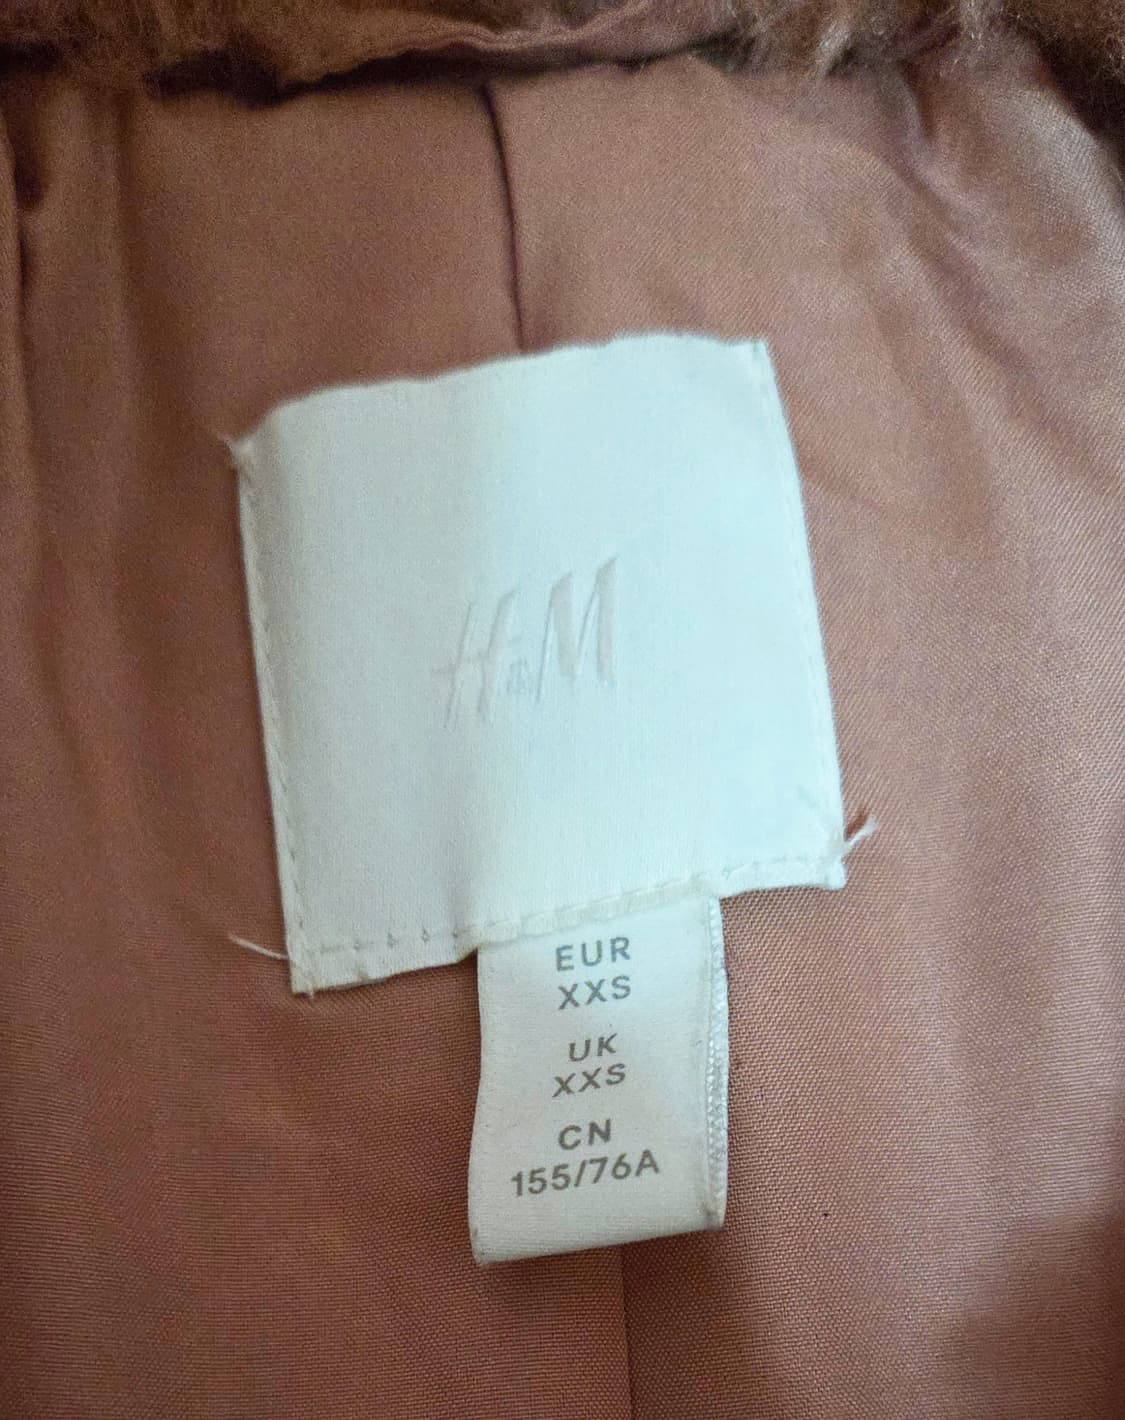 H&M
EUR
XXS
UK
XXS
CN
155/76A